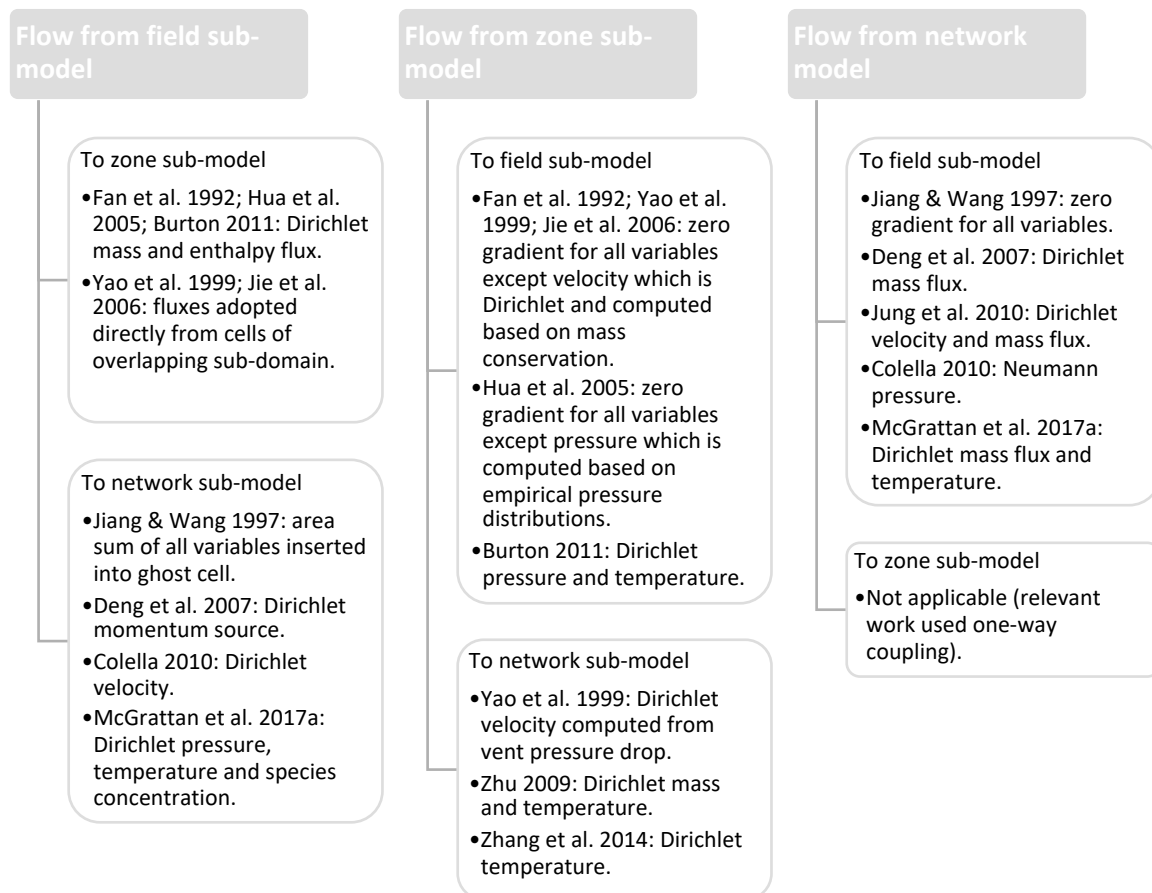 Flow from field sub-
model
To zone sub-model
•Fan et al. 1992; Hua et al.
2005; Burton 2011: Dirichlet
mass and enthalpy flux.
•Yao et al. 1999; Jie et al.
2006: fluxes adopted
directly from cells of
overlapping sub-domain.
To network sub-model
•Jiang & Wang 1997: area
sum of all variables inserted
into ghost cell.
•Deng et al. 2007: Dirichlet
momentum source.
•Colella 2010: Dirichlet
velocity.
•McGrattan et al. 2017a:
Dirichlet pressure,
temperature and species
concentration.
Flow from zone sub-
model
To field sub-model
•Fan et al. 1992; Yao et al.
1999; Jie et al. 2006: zero
gradient for all variables
except velocity which is
Dirichlet and computed
based on mass
conservation.
•Hua et al. 2005: zero
gradient for all variables
except pressure which is
computed based on
empirical pressure
distributions.
•Burton 2011: Dirichlet
pressure and temperature.
To network sub-model
•Yao et al. 1999: Dirichlet
velocity computed from
vent pressure drop.
•Zhu 2009: Dirichlet mass
and temperature.
•Zhang et al. 2014: Dirichlet
temperature.
Flow from network
model
To field sub-model
•Jiang & Wang 1997: zero
gradient for all variables.
•Deng et al. 2007: Dirichlet
mass flux.
•Jung et al. 2010: Dirichlet
velocity and mass flux.
•Colella 2010: Neumann
pressure.
•McGrattan et al. 2017a:
Dirichlet mass flux and
temperature.
To zone sub-model
•Not applicable (relevant
work used one-way
coupling).